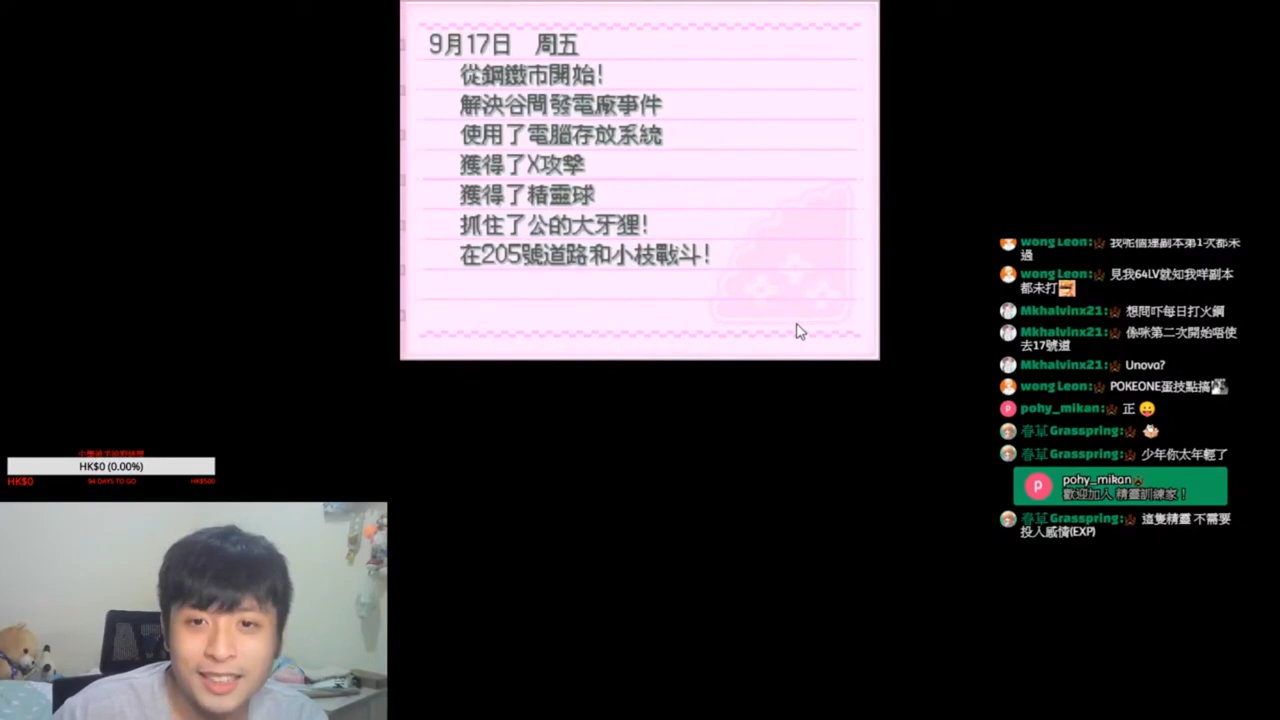 9月17日 周五
從鋼鐵市開始!
解決谷間發電廠事件
使用了電腦存放系統
獲得了X攻擊
獲得了精靈球
抓住了公的大牙狸!
在205號道路和小枝戰斗!
wong Leon: 我呢個連副本第1次都未
過
wong Leon: 見我64LV就知我咩副本
都未打
Mkhalvinx21: 想問吓每日打火鋼
Mkhalvinx21: 係咪第二次開始唔使
去17號道
Mkhalvinx21: Unova?
wong Leon: POKEONE蛋技點搞
pohy_mikan: 正 😛
春草Grasspring:
春草Grasspring: 少年你太年輕了
P
pohy_mikan
歡迎加入 精靈訓練家!
春草Grasspring: 這隻精靈 不需要
投入感情(EXP)
HK$0 (0.00%)
HK$0
94 DAYS TO GO
HK$500